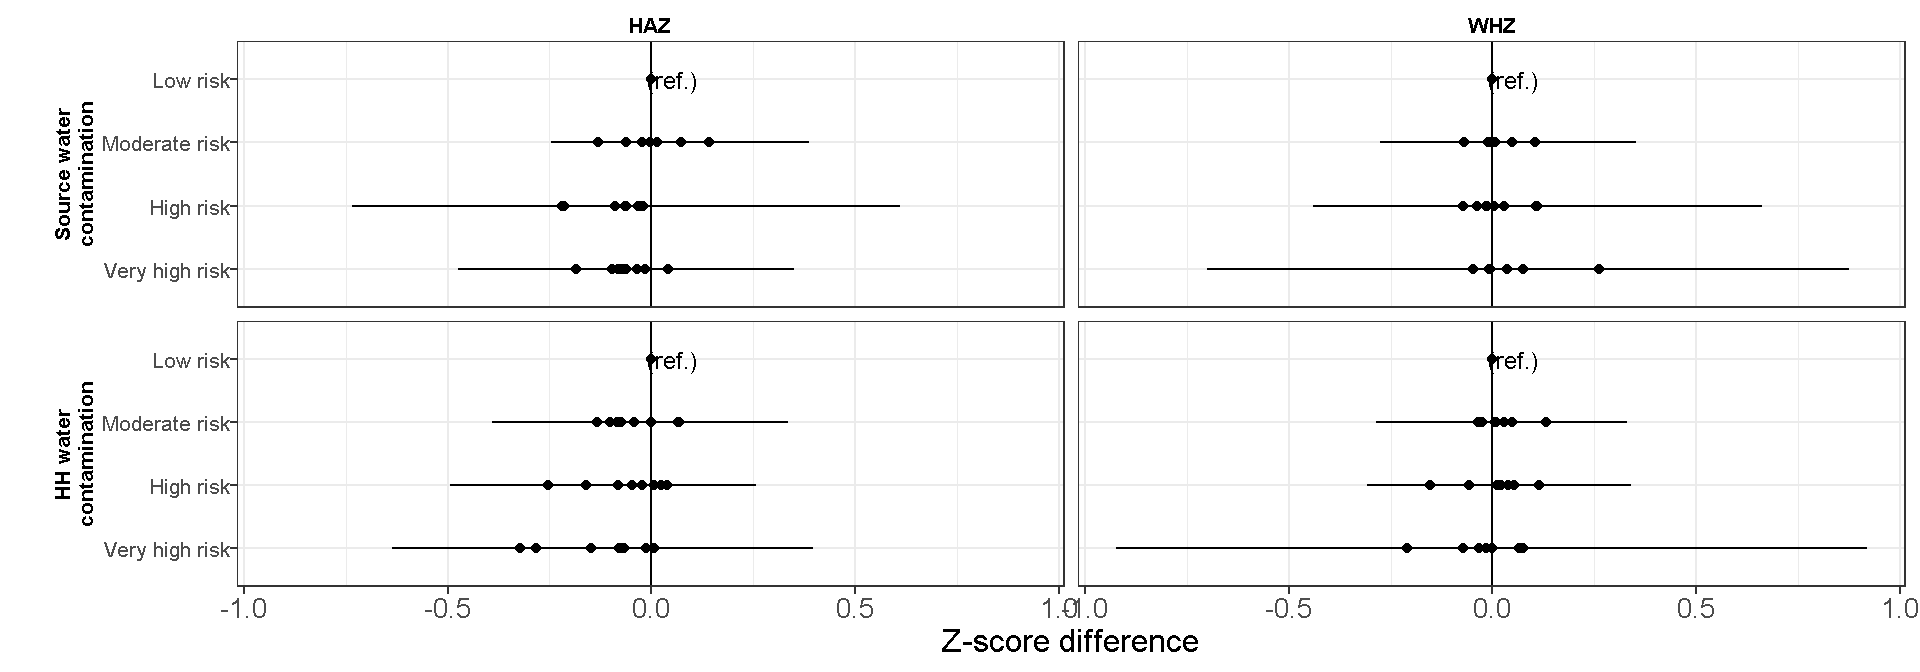 HAZ
WHZ
Source water
contamination
Low risk
(ref.)
(ref.)
Moderate risk
High risk
Very high risk
HH water
contamination
Low risk
(ref.)
(ref.)
Moderate risk
High risk
Very high risk
-1.0 -0.5 0.0 0.5 1.0
-1.0 -0.5 0.0 0.5 1.0
Z-score difference